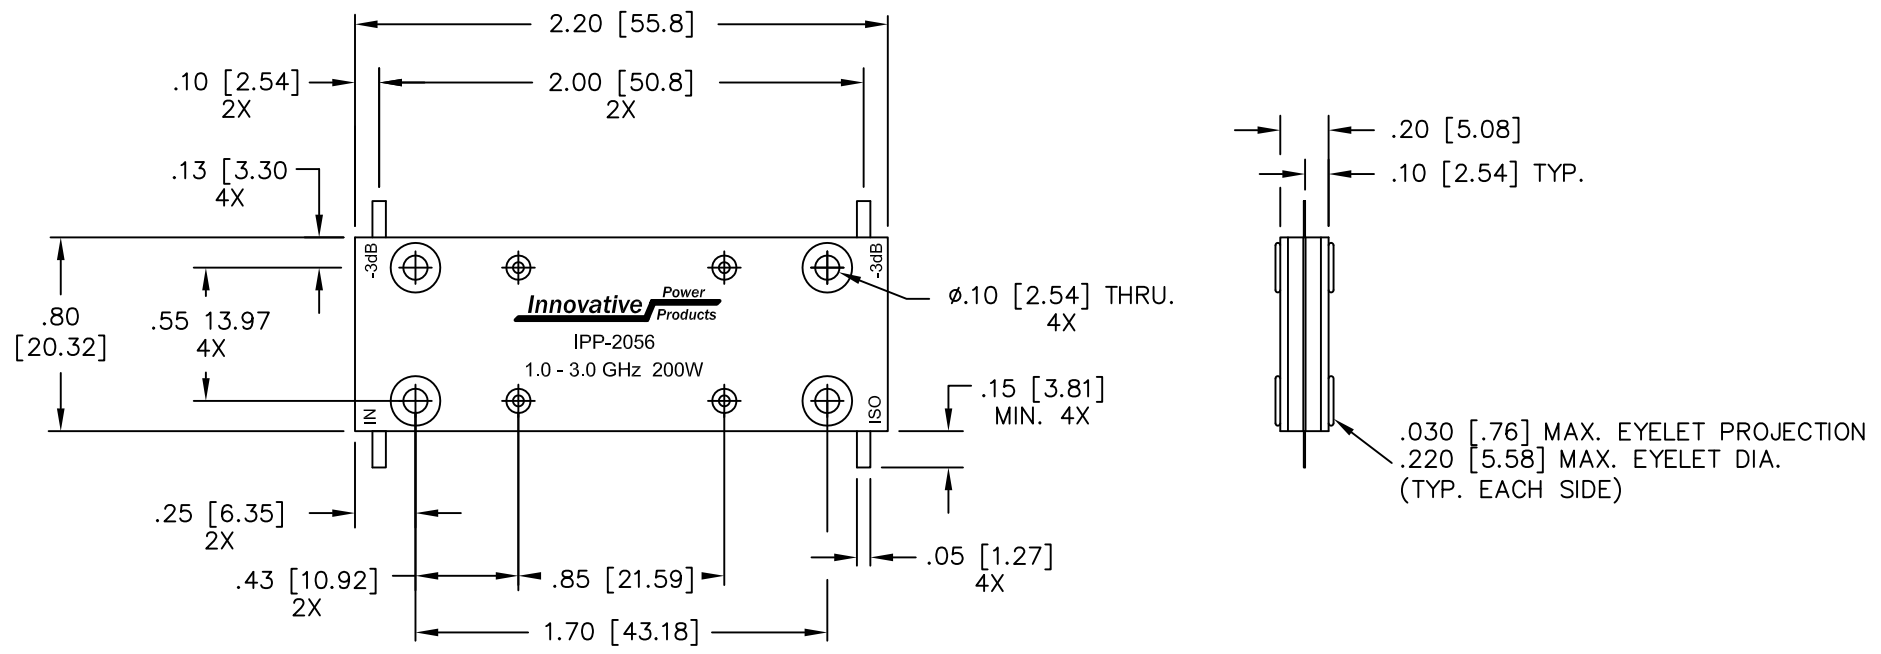 2.20 [55.8]
.10 [2.54]
2X
2.00 [50.8]
2X
.13 [3.30
4X
.80
[20.32]
.55 13.97
4X
-3dB
-3dB
Innovative Power Products
IPP-2056
1.0 - 3.0 GHz 200W
IN
ISO
ø.10 [2.54] THRU.
4X
.15 [3.81]
MIN. 4X
.25 [6.35]
2X
.43 [10.92]
2X
.85 [21.59]
.05 [1.27]
4X
1.70 [43.18]
.20 [5.08]
.10 [2.54] TYP.
.030 [.76] MAX. EYELET PROJECTION
.220 [5.58] MAX. EYELET DIA.
(TYP. EACH SIDE)